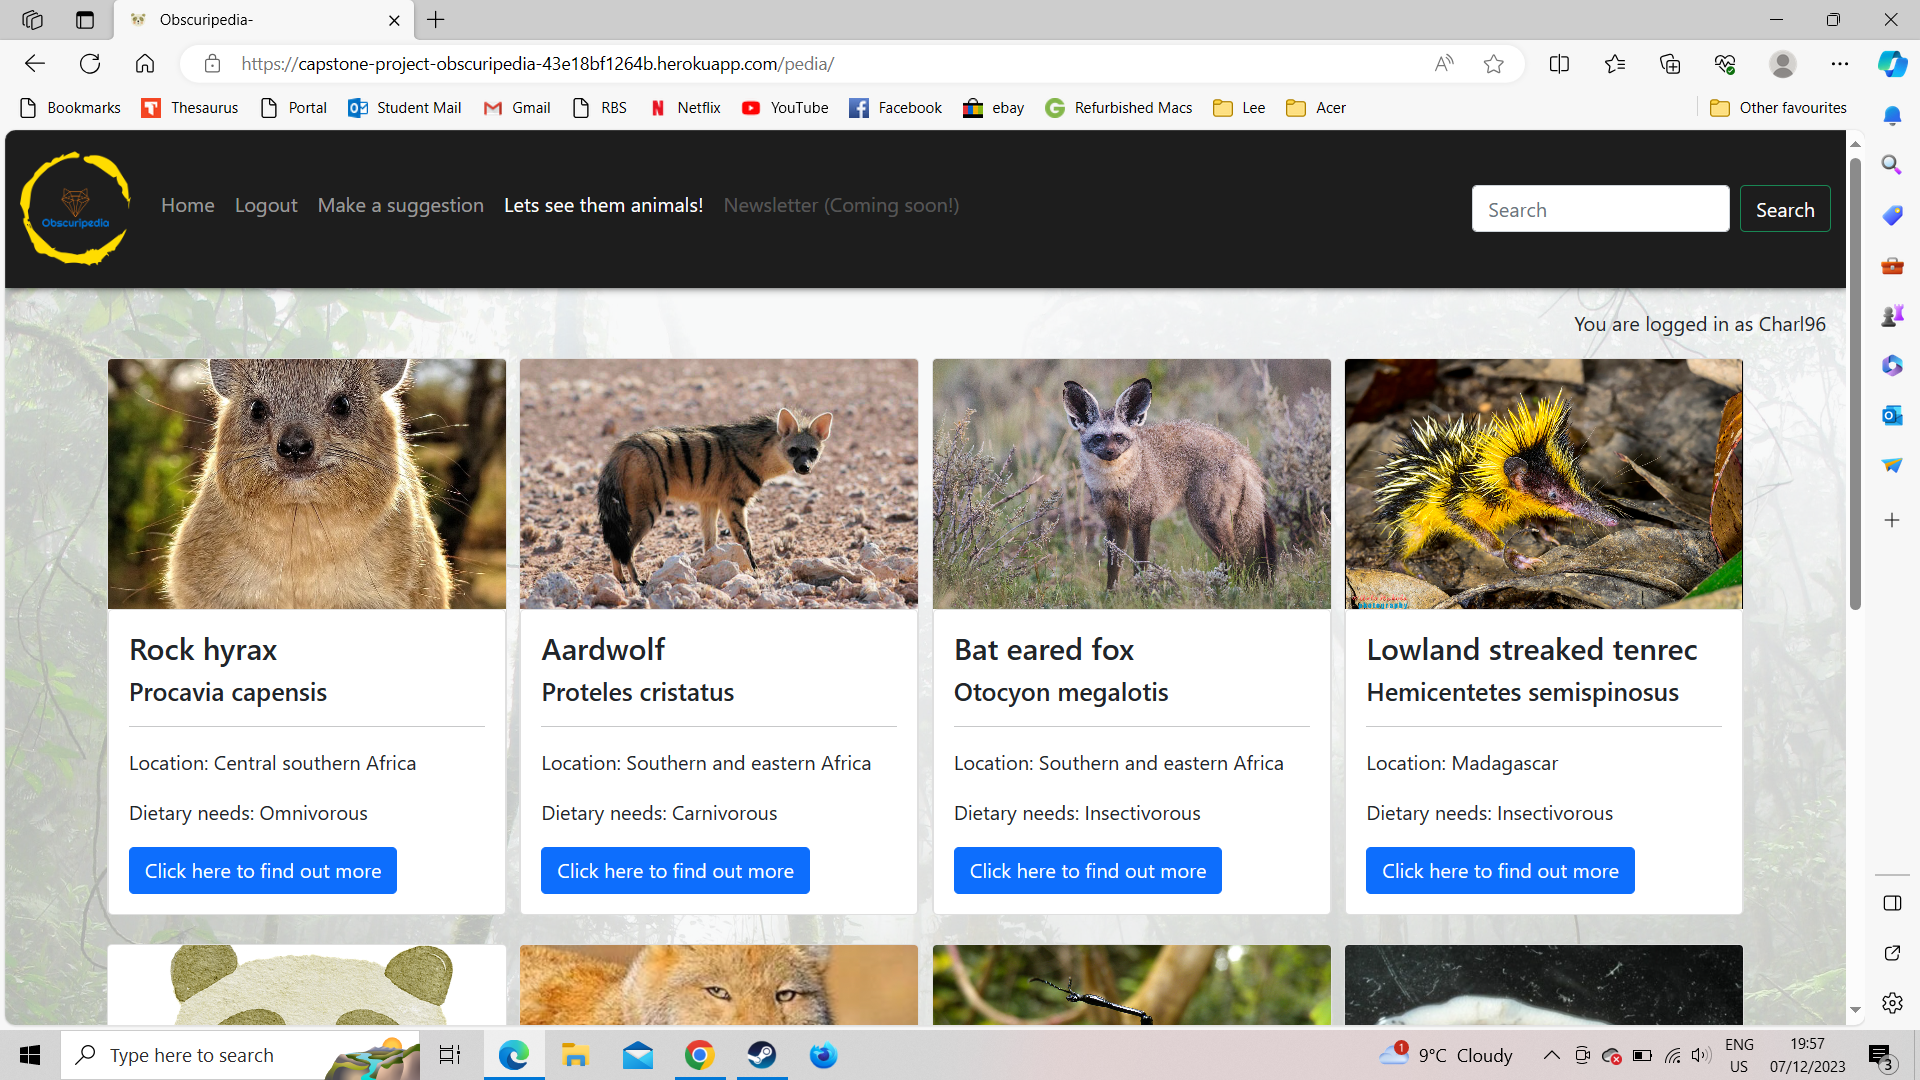 Obscuripedia-
https://capstone-project-obscuripedia-43e18bf1264b.herokuapp.com/pedia/
Bookmarks Thesaurus Portal Student Mail Gmail RBS Netflix YouTube Facebook ebay Refurbished Macs Lee Acer Other favourites
Obscuripedia
Home Logout Make a suggestion Lets see them animals! Newsletter (Coming soon!) Search Search
You are logged in as Charl96
Rock hyrax
Procavia capensis
Location: Central southern Africa
Dietary needs: Omnivorous
Click here to find out more
Aardwolf
Proteles cristatus
Location: Southern and eastern Africa
Dietary needs: Carnivorous
Click here to find out more
Bat eared fox
Otocyon megalotis
Location: Southern and eastern Africa
Dietary needs: Insectivorous
Click here to find out more
photography
Lowland streaked tenrec
Hemicentetes semispinosus
Location: Madagascar
Dietary needs: Insectivorous
Click here to find out more
Type here to search
1
9°C Cloudy
ENG
US
19:57
07/12/2023
3